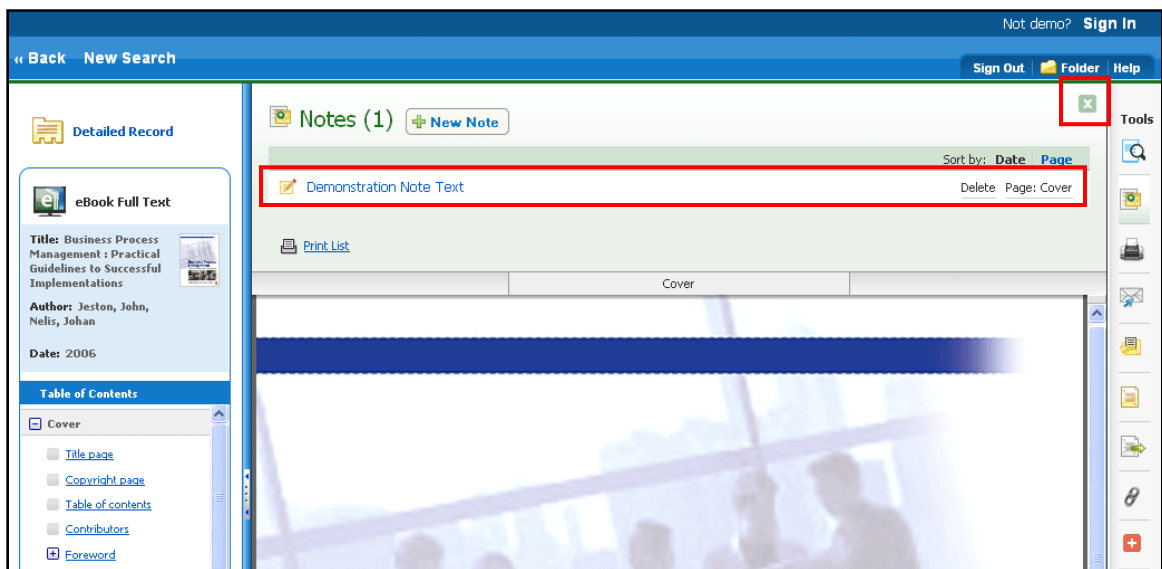 Not demo? Sign In
‹‹ Back New Search
Sign Out Folder Help
Detailed Record
eBook Full Text
Title: Business Process
Management : Practical
Guidelines to Successful
Implementations
Author: Jeston, John,
Nelis, Johan
Date: 2006
Table of Contents
Cover
Title page
Copyright page
Table of contents
Contributors
Foreword
Notes (1) New Note
x
Sort by: Date Page
Demonstration Note Text Delete Page: Cover
Print List
Cover
Tools